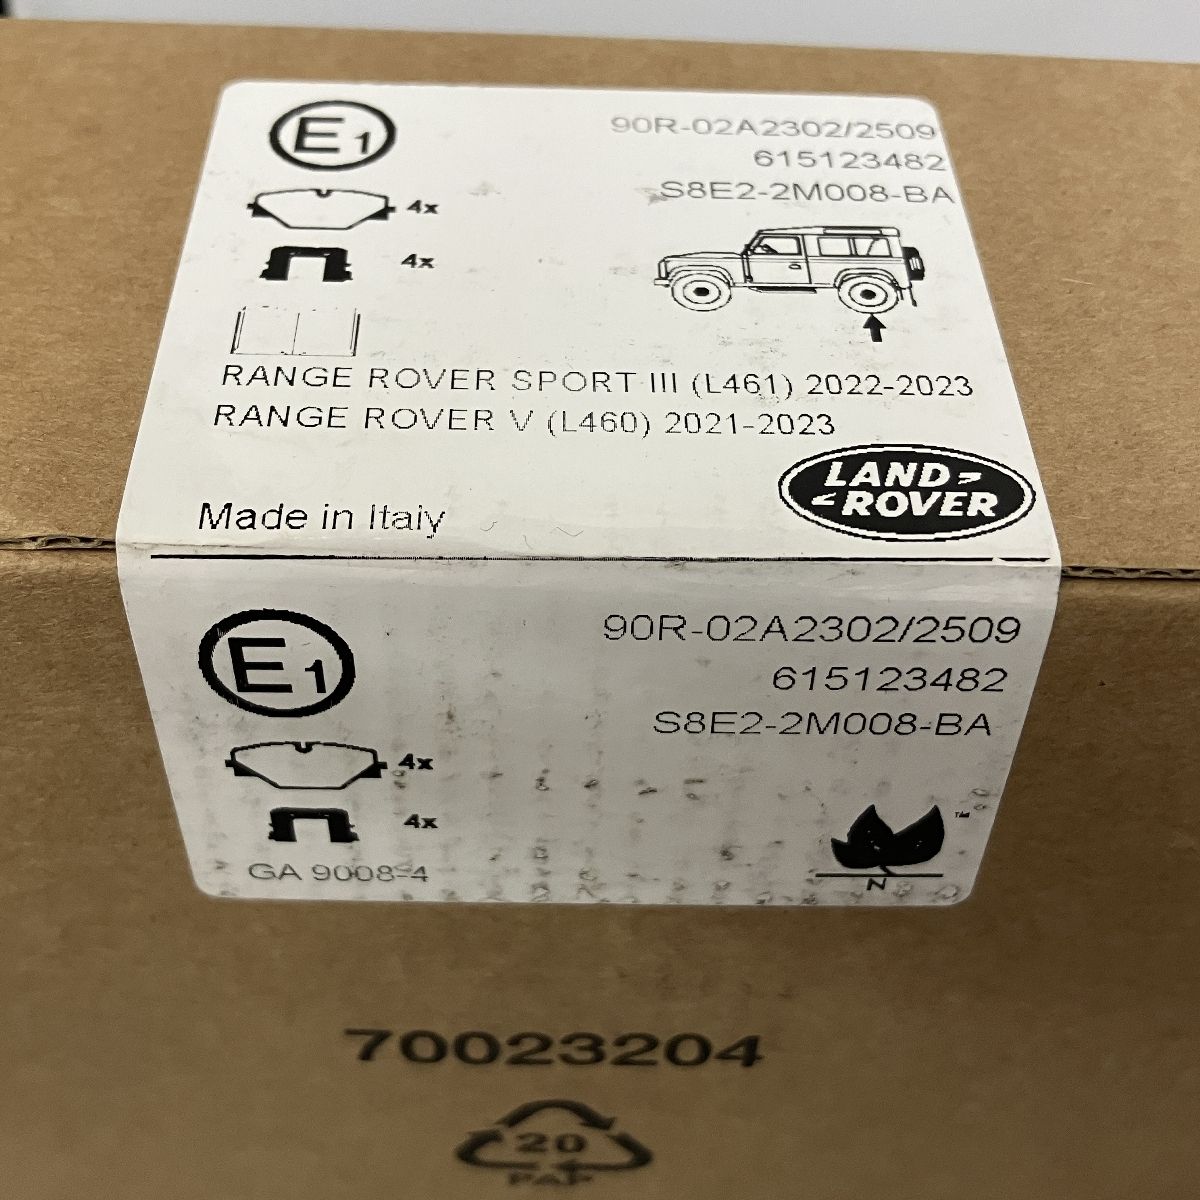 E1
90R-02A2302/2509
615123482
S8E2-2M008-BA
4x
4x
RANGE ROVER SPORT III (L461) 2022-2023
RANGE ROVER V (L460) 2021-2023
LAND
ROVER
Made in Italy
E1
90R-02A2302/2509
615123482
S8E2-2M008-BA
4x
4x
GA 9008-4
TM
N
70023204
20
PAP